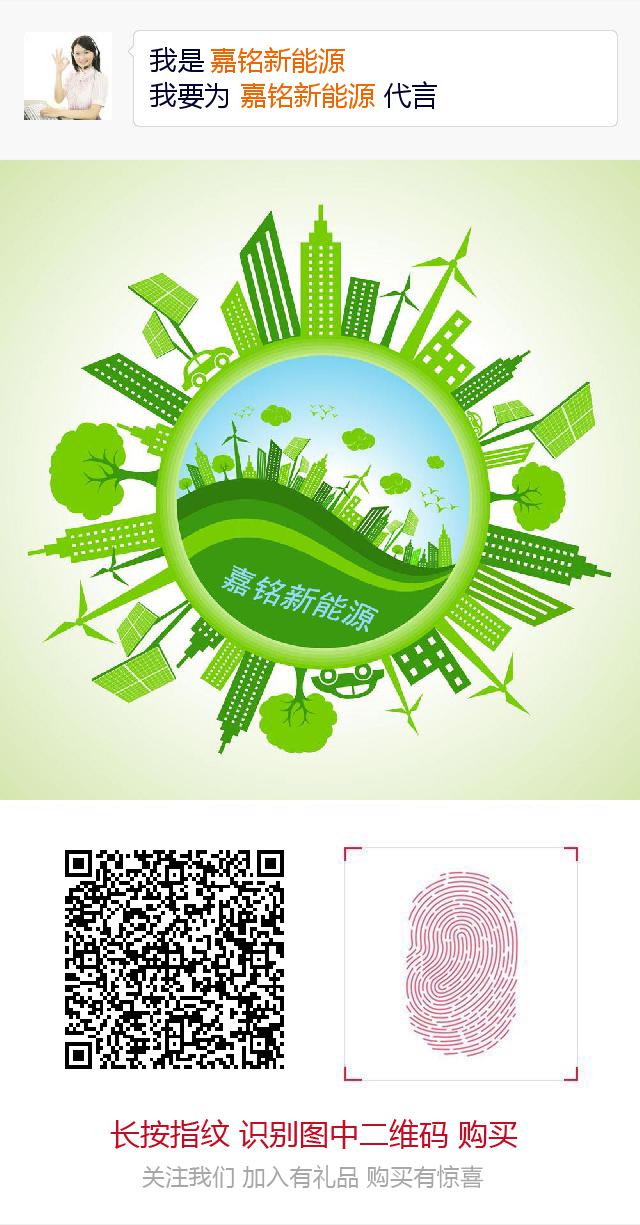 我是 嘉铭新能源
我要为 嘉铭新能源 代言
嘉铭新能源
长按指纹 识别图中二维码 购买
关注我们 加入有礼品 购买有惊喜